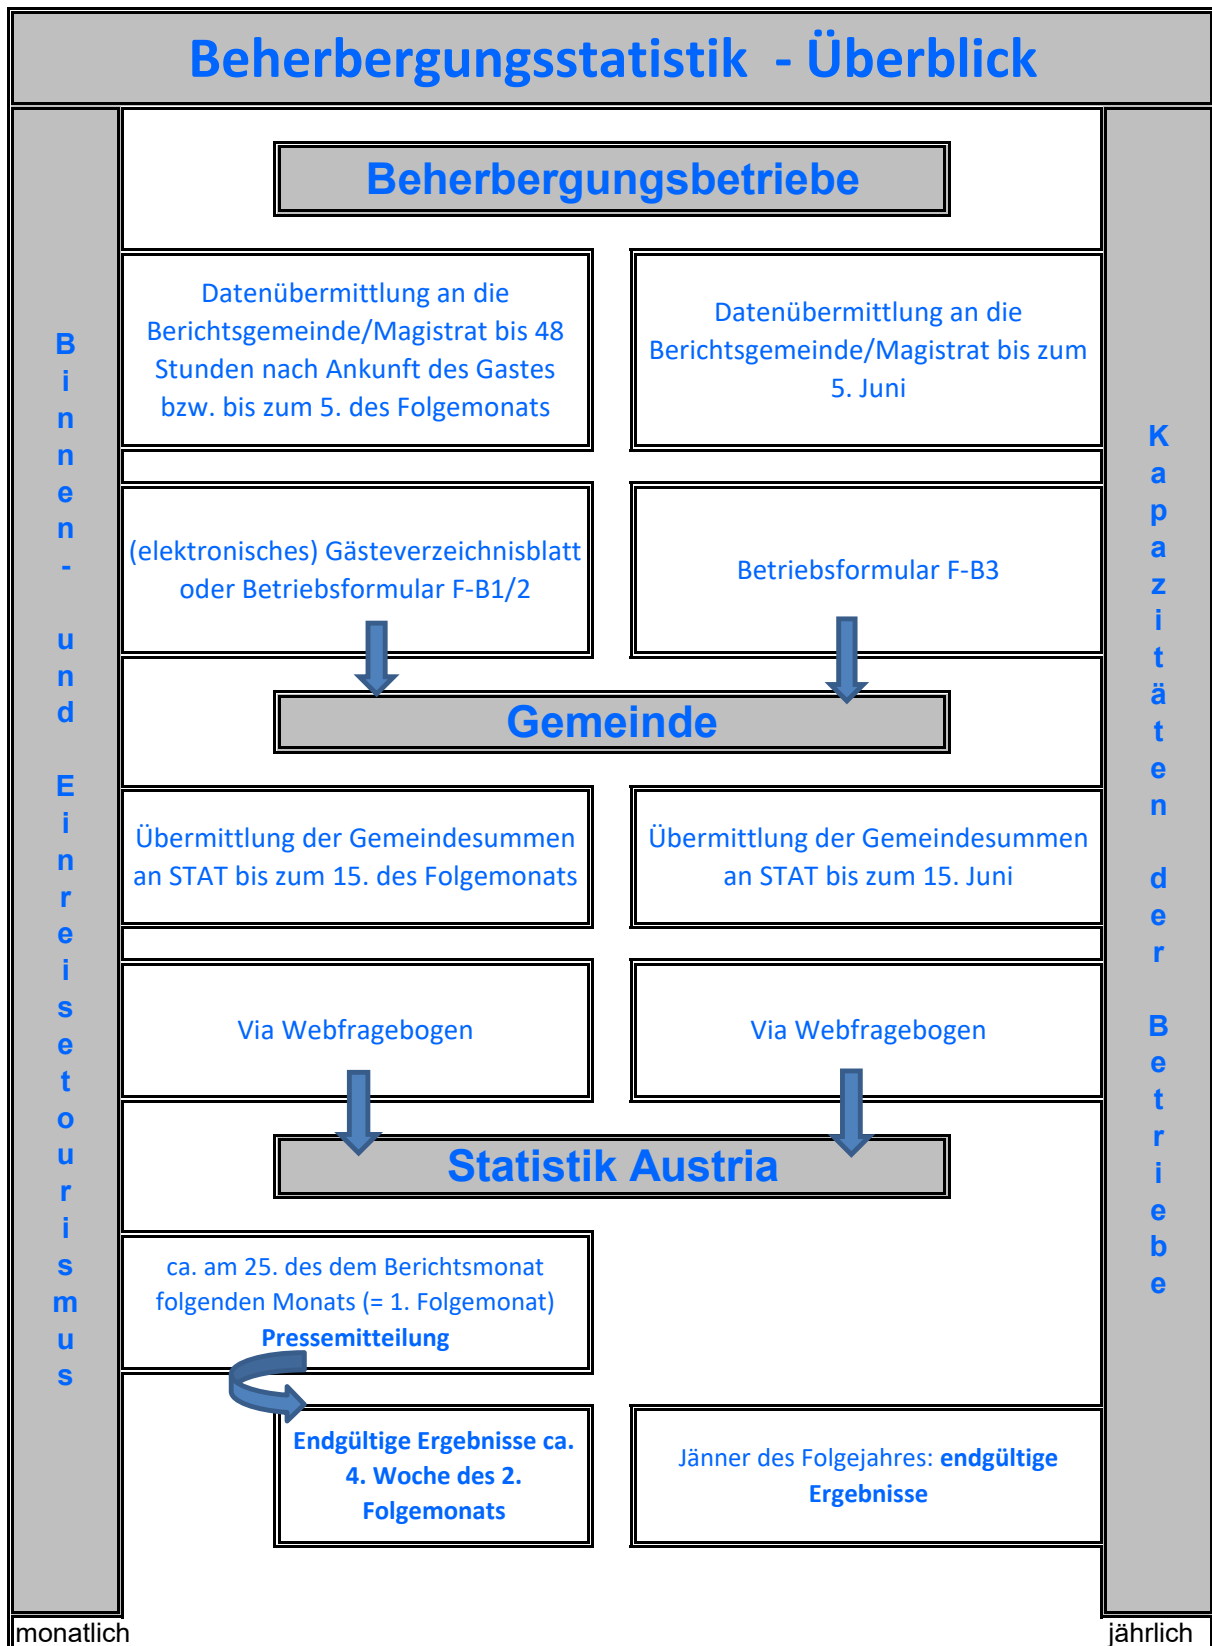 Beherbergungsstatistik - Überblick
Beherbergungsbetriebe
Binnen- und Einreisetourismus
Datenübermittlung an die
Berichtsgemeinde/Magistrat bis 48
Stunden nach Ankunft des Gastes
bzw. bis zum 5. des Folgemonats
Datenübermittlung an die
Berichtsgemeinde/Magistrat bis zum
5. Juni
Kapazitäten der Betriebe
(elektronisches) Gästeverzeichnisblatt
oder Betriebsformular F-B1/2
Betriebsformular F-B3
Gemeinde
Übermittlung der Gemeindesummen
an STAT bis zum 15. des Folgemonats
Übermittlung der Gemeindesummen
an STAT bis zum 15. Juni
Via Webfragebogen
Via Webfragebogen
Statistik Austria
ca. am 25. des dem Berichtsmonat
folgenden Monats (= 1. Folgemonat)
Pressemitteilung
Endgültige Ergebnisse ca.
4. Woche des 2.
Folgemonats
Jänner des Folgejahres: endgültige
Ergebnisse
monatlich
jährlich